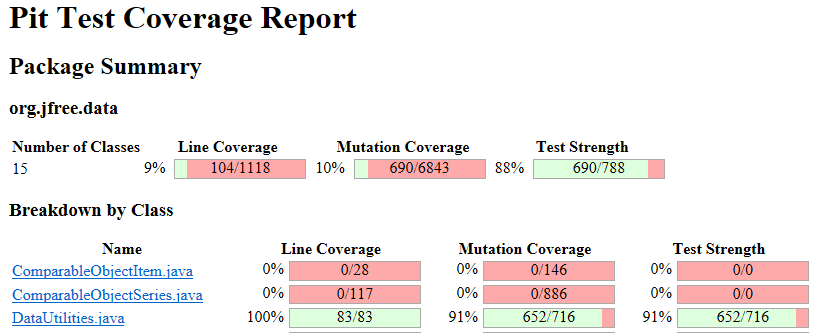 Pit Test Coverage Report
Package Summary
org.jfree.data
Number of Classes Line Coverage Mutation Coverage Test Strength
15 9% 104/1118 10% 690/6843 88% 690/788
Breakdown by Class
Name Line Coverage Mutation Coverage Test Strength
ComparableObjectItem.java 0% 0/28 0% 0/146 0% 0/0
ComparableObjectSeries.java 0% 0/117 0% 0/886 0% 0/0
DataUtilities.java 100% 83/83 91% 652/716 91% 652/716